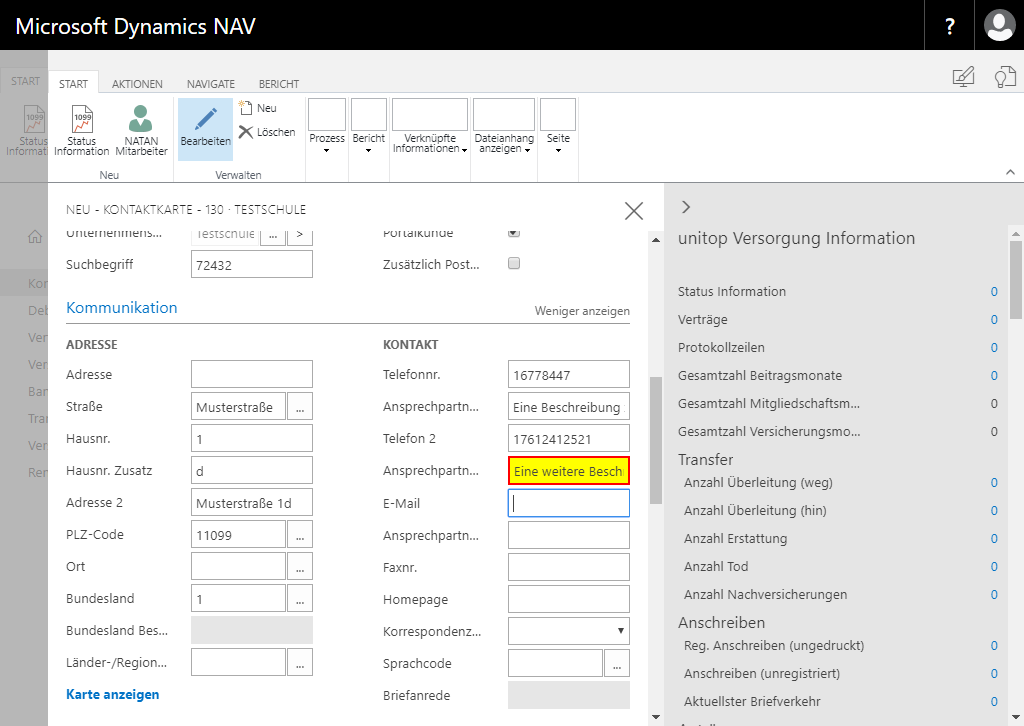 Microsoft Dynamics NAV
?
START
START
AKTIONEN
NAVIGATE
BERICHT
1099
Status
Informat
1099
Status
Information
NATAN
Mitarbeiter
Neu
Bearbeiten
Neu
Löschen
Verwalten
Prozess
Bericht
Verknüpfte
Informationen
Dateianhang
anzeigen
Seite
NEU - KONTAKTKARTE - 130 · TESTSCHULE
Unternehmens...
Testschule
...
>
Portalkunde
Suchbegriff
72432
Zusätzlich Post...
Kommunikation
Weniger anzeigen
ADRESSE
Adresse
Straße
Musterstraße
...
Hausnr.
1
Hausnr. Zusatz
d
Adresse 2
Musterstraße 1d
PLZ-Code
11099
...
Ort
...
Bundesland
1
...
Bundesland Bes...
Länder-/Region...
...
Karte anzeigen
KONTAKT
Telefonnr.
16778447
Ansprechpartn...
Eine Beschreibung
Telefon 2
17612412521
Ansprechpartn...
Eine weitere Besch
E-Mail
Ansprechpartn...
Faxnr.
Homepage
Korrespondenz...
Sprachcode
...
Briefanrede
unitop Versorgung Information
Status Information 0
Verträge 0
Protokollzeilen 0
Gesamtzahl Beitragsmonate 0
Gesamtzahl Mitgliedschaftsm... 0
Gesamtzahl Versicherungsmo... 0
Transfer
Anzahl Überleitung (weg) 0
Anzahl Überleitung (hin) 0
Anzahl Erstattung 0
Anzahl Tod 0
Anzahl Nachversicherungen 0
Anschreiben
Reg. Anschreiben (ungedruckt) 0
Anschreiben (unregistriert) 0
Aktuellster Briefverkehr 0
Kon
Deb
Ver
Ver
Ban
Tra
Ver
Ren